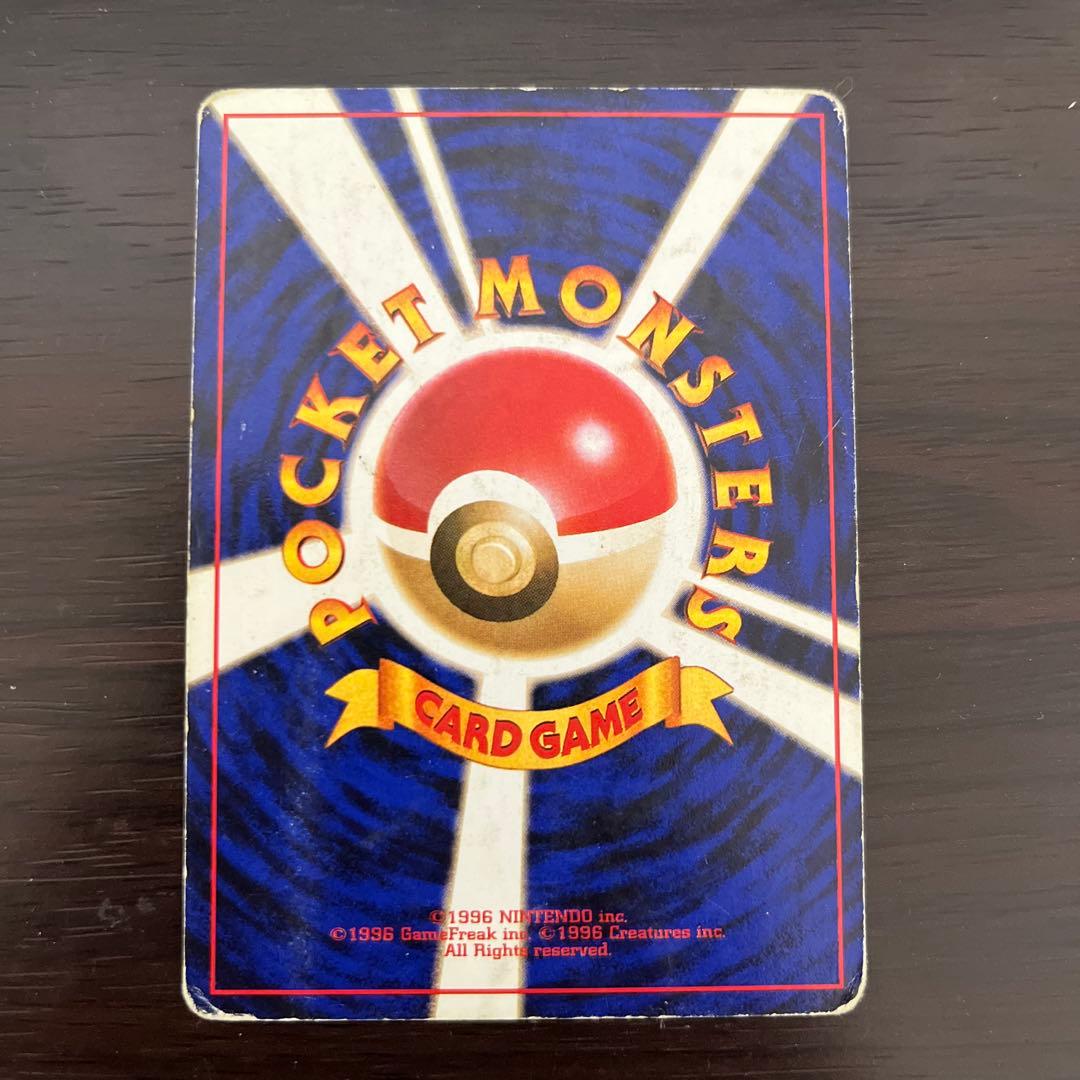 POCKET MONSTERS
CARD GAME
©1996 NINTENDO inc.
©1996 GameFreak inc. ©1996 Creatures inc.
All Rights reserved.